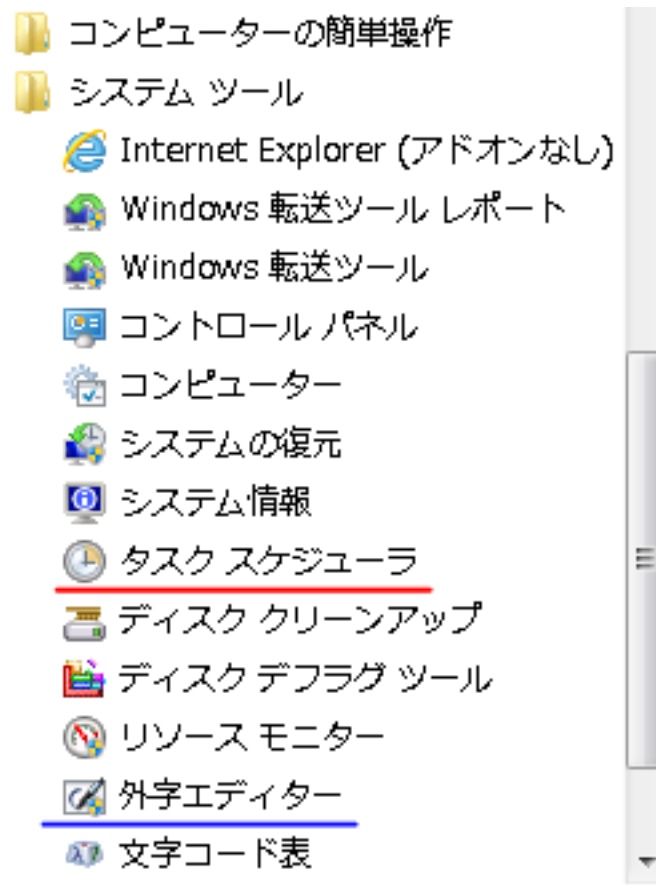 コンピューターの簡単操作
システム ツール
Internet Explorer (アドオンなし)
Windows 転送ツール レポート
Windows 転送ツール
コントロール パネル
コンピューター
システムの復元
システム情報
タスク スケジューラ
ディスク クリーンアップ
ディスク デフラグ ツール
リソース モニター
外字エディター
文字コード表